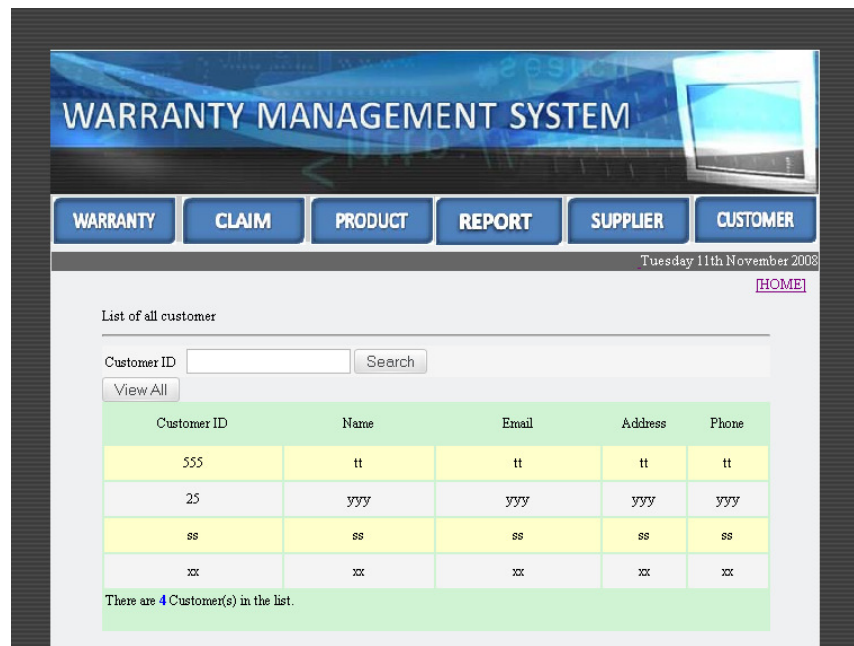 WARRANTY MANAGEMENT SYSTEM
WARRANTY CLAIM PRODUCT REPORT SUPPLIER CUSTOMER
Tuesday 11th November 2008
[HOME]
List of all customer
Customer ID Search
View All
Customer ID Name Email Address Phone
555 tt tt tt tt
25 yyy yyy yyy yyy
ss ss ss ss ss
xx xx xx xx xx
There are 4 Customer(s) in the list.